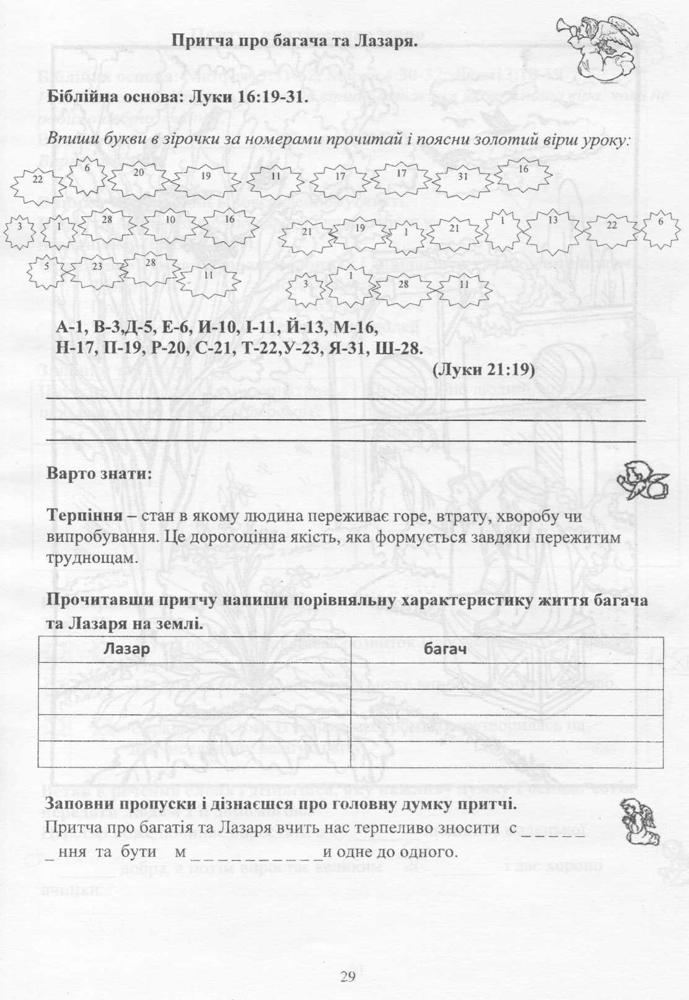 Притча про багача та Лазаря.
Біблійна основа: Луки 16:19-31.
Впиши букви в зірочки за номерами прочитай і поясни золотий вірш уроку:
22 6 20 19 11 17 17 31 16
3 1 28 10 16 21 19 1 21 1 13 22 6
5 23 28 11 3 1 28 11
А-1, В-3,Д-5, Е-6, И-10, І-11, Й-13, М-16,
Н-17, П-19, Р-20, С-21, Т-22,У-23, Я-31, Ш-28.
(Луки 21:19)
Варто знати:
Терпіння – стан в якому людина переживає горе, втрату, хворобу чи
випробування. Це дорогоцінна якість, яка формується завдяки пережитим
труднощам.
Прочитавши притчу напиши порівняльну характеристику життя багача
та Лазаря на землі.
Лазар багач
Заповни пропуски і дізнаєшся про головну думку притчі.
Притча про багатія та Лазаря вчить нас терпеливо зносити с _ _ _ _ _
_ ння та бути м _ _ _ _ _ _ _ _ _ _и одне до одного.
29